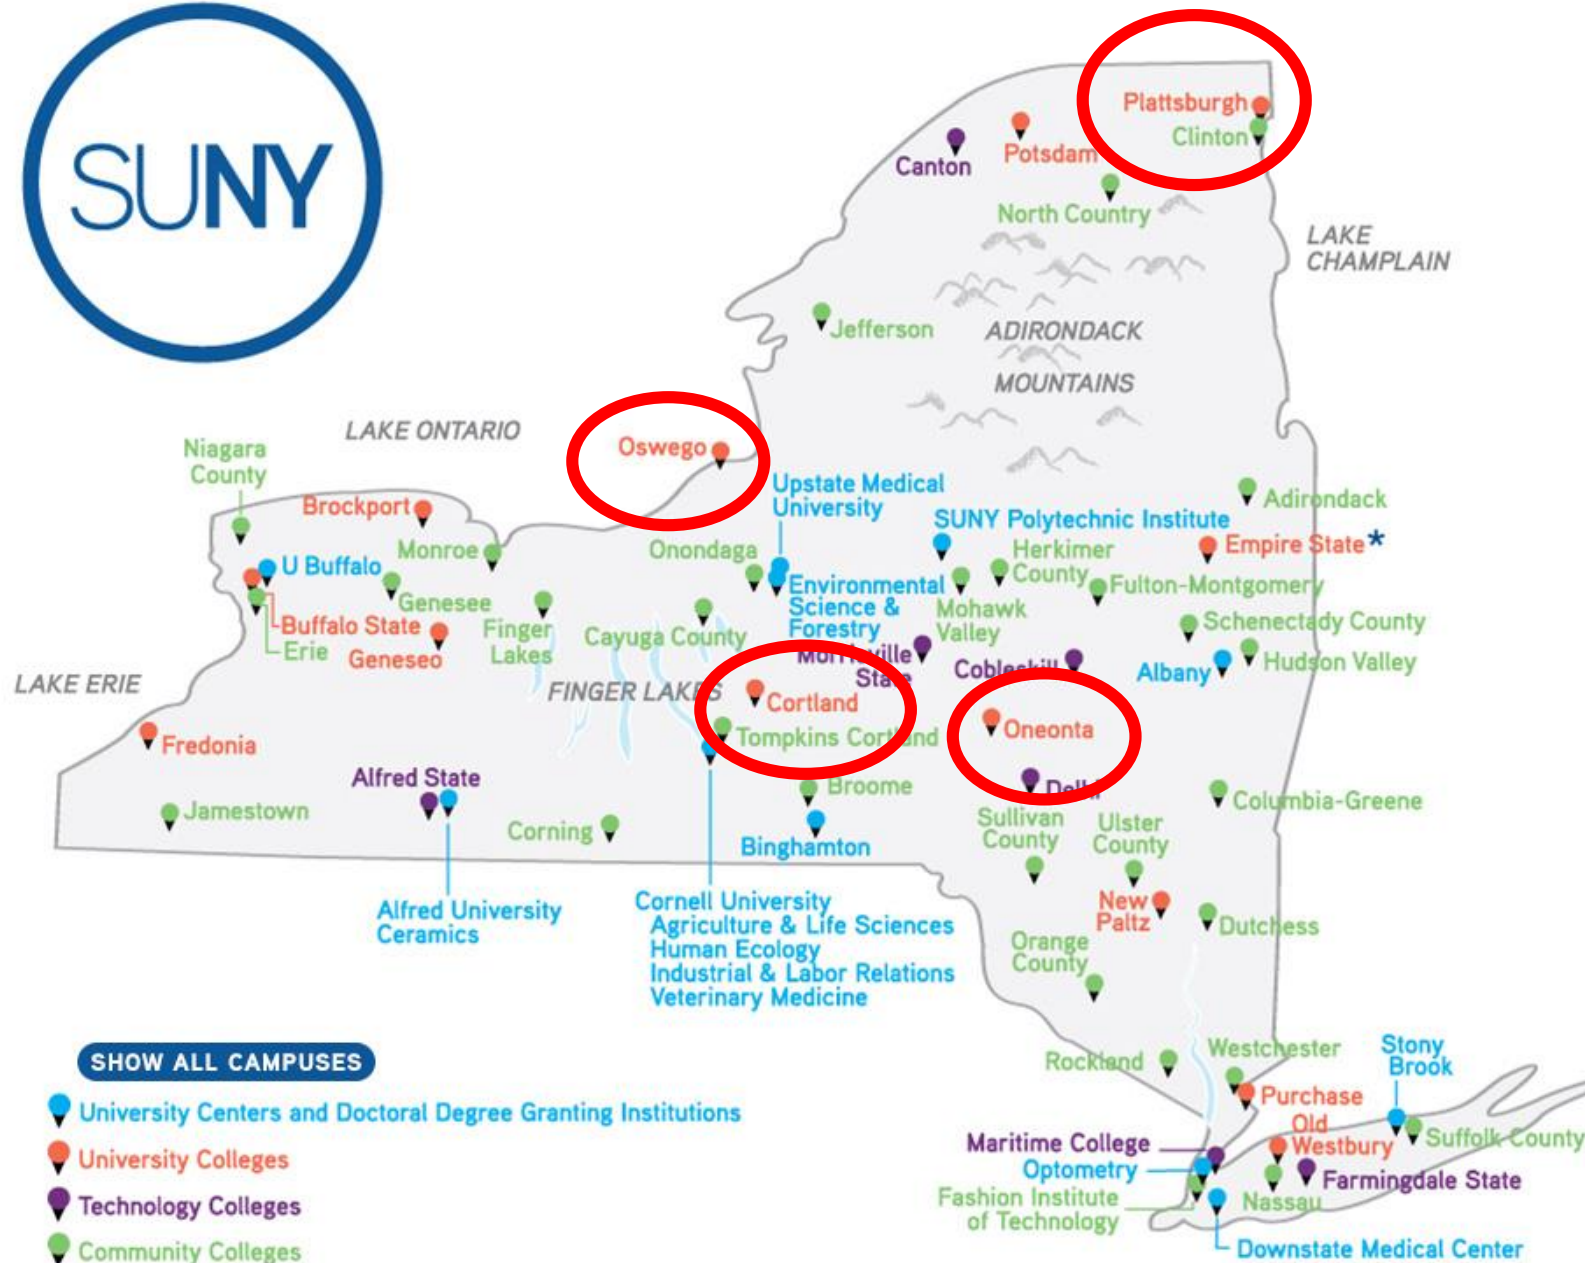 SUNY
Plattsburgh
Clinton
Potsdam
Canton
North Country
LAKE
CHAMPLAIN
Jefferson
ADIRONDACK
MOUNTAINS
LAKE ONTARIO
Oswego
Niagara
County
Brockport
Monroe
U Buffalo
Genesee
Buffalo State
Erie
Geneseo
Finger
Lakes
Onondaga
Cayuga County
Upstate Medical
University
Environmental
Science &
Forestry
SUNY Polytechnic Institute
Herkimer
County
Mohawk
Valley
Fulton-Montgomery
Adirondack
Empire State*
Schenectady County
Hudson Valley
Albany
Morrisville
State
Cobleskill
LAKE ERIE
FINGER LAKES
Cortland
Tompkins Cortland
Oneonta
Delhi
Fredonia
Jamestown
Alfred State
Corning
Broome
Binghamton
Columbia-Greene
Sullivan
County
Ulster
County
New
Paltz
Dutchess
Orange
County
Alfred University
Ceramics
Cornell University
Agriculture & Life Sciences
Human Ecology
Industrial & Labor Relations
Veterinary Medicine
Rockland
Westchester
Purchase
Stony
Brook
Old
Westbury
Suffolk County
Maritime College
Optometry
Fashion Institute
of Technology
Nassau
Farmingdale State
Downstate Medical Center
SHOW ALL CAMPUSES
University Centers and Doctoral Degree Granting Institutions
University Colleges
Technology Colleges
Community Colleges